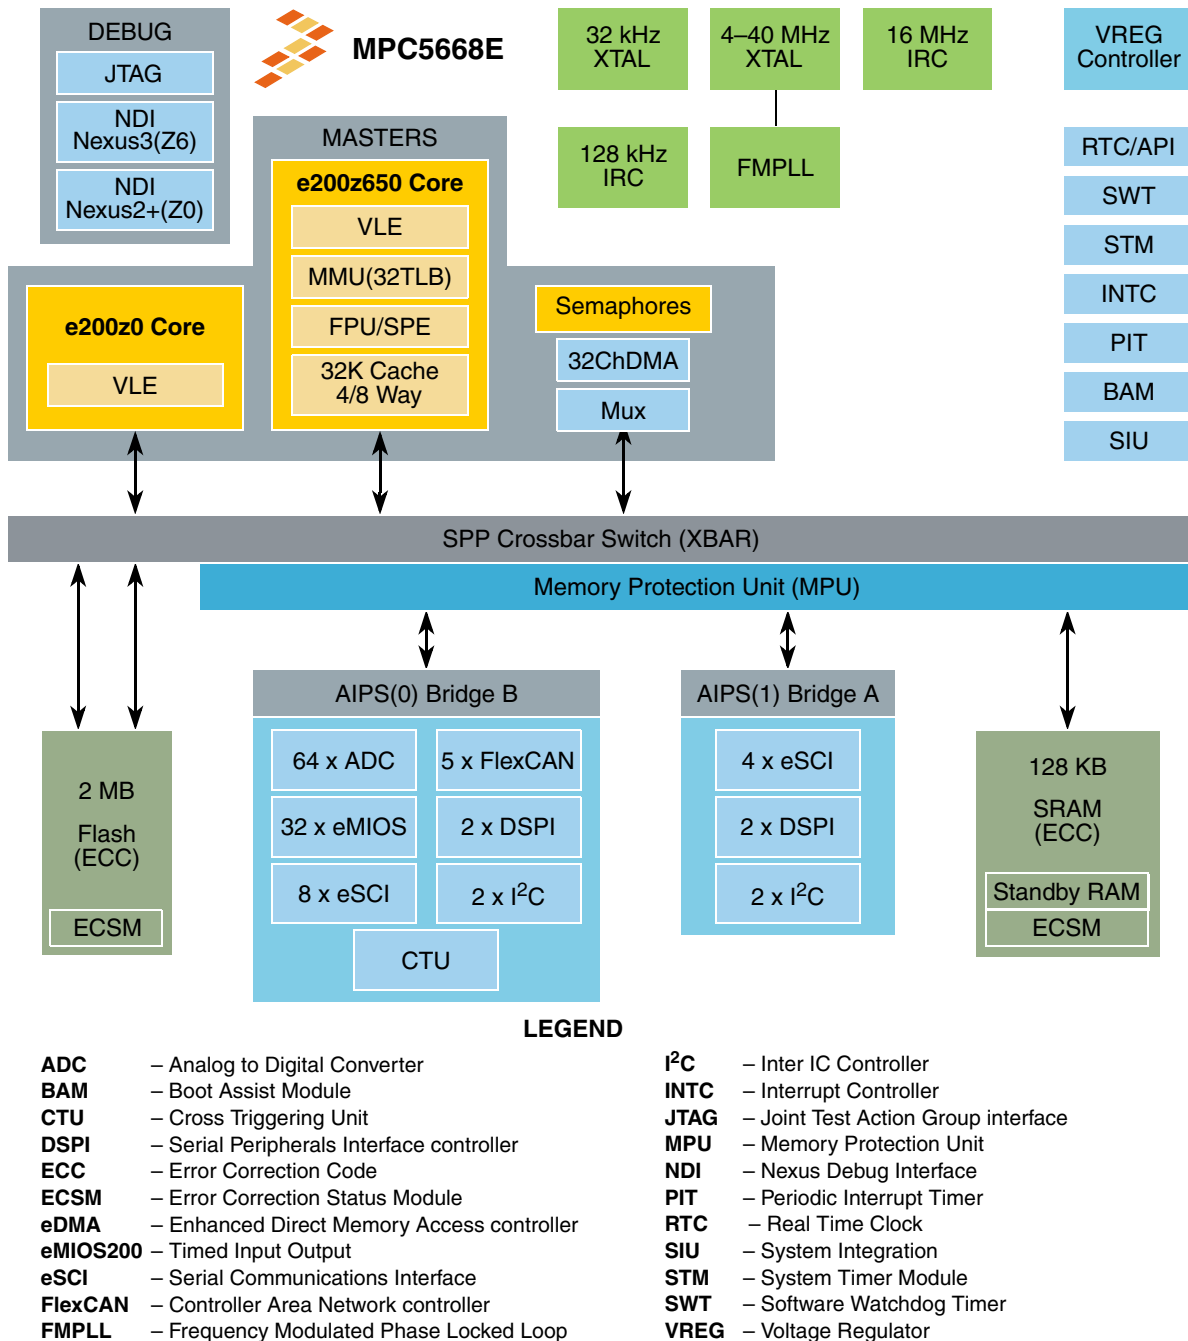 DEBUG
JTAG
NDI
Nexus3(Z6)
NDI
Nexus2+(Z0)
MPC5668E
32 kHz
XTAL
4–40 MHz
XTAL
16 MHz
IRC
128 kHz
IRC
FMPLL
VREG
Controller
RTC/API
SWT
STM
INTC
PIT
BAM
SIU
MASTERS
e200z650 Core
VLE
MMU(32TLB)
FPU/SPE
32K Cache
4/8 Way
e200z0 Core
VLE
Semaphores
32ChDMA
Mux
SPP Crossbar Switch (XBAR)
Memory Protection Unit (MPU)
2 MB
Flash
(ECC)
ECSM
AIPS(0) Bridge B
64 x ADC
5 x FlexCAN
32 x eMIOS
2 x DSPI
8 x eSCI
2 x I²C
CTU
AIPS(1) Bridge A
4 x eSCI
2 x DSPI
2 x I²C
128 KB
SRAM
(ECC)
Standby RAM
ECSM
LEGEND
ADC – Analog to Digital Converter
BAM – Boot Assist Module
CTU – Cross Triggering Unit
DSPI – Serial Peripherals Interface controller
ECC – Error Correction Code
ECSM – Error Correction Status Module
eDMA – Enhanced Direct Memory Access controller
eMIOS200 – Timed Input Output
eSCI – Serial Communications Interface
FlexCAN – Controller Area Network controller
FMPLL – Frequency Modulated Phase Locked Loop
I²C – Inter IC Controller
INTC – Interrupt Controller
JTAG – Joint Test Action Group interface
MPU – Memory Protection Unit
NDI – Nexus Debug Interface
PIT – Periodic Interrupt Timer
RTC – Real Time Clock
SIU – System Integration
STM – System Timer Module
SWT – Software Watchdog Timer
VREG – Voltage Regulator